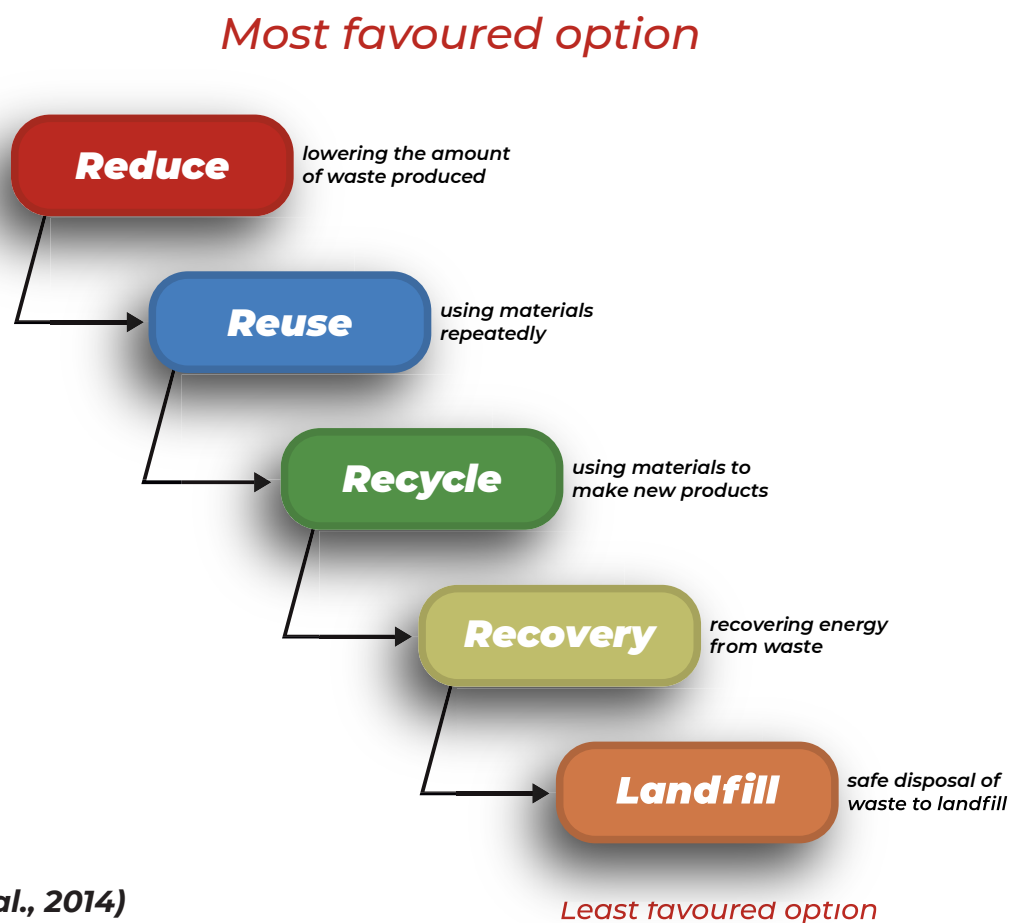 Most favoured option
Reduce
lowering the amount
of waste produced
Reuse
using materials
repeatedly
Recycle
using materials to
make new products
Recovery
recovering energy
from waste
Landfill
safe disposal of
waste to landfill
al., 2014)
Least favoured option